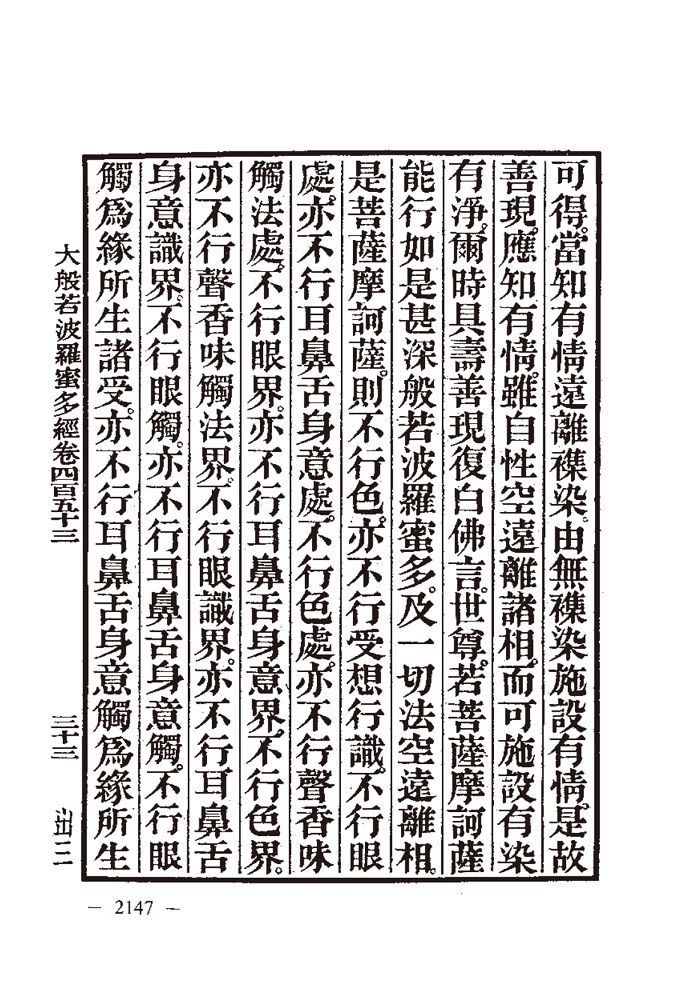 可得。當知有情遠離襍染。由無襍染施設有情。是故
善現。應知有情。雖自性空遠離諸相。而可施設有染
有淨。爾時具壽善現復白佛言。世尊。若菩薩摩訶薩
能行如是甚深般若波羅蜜多。及一切法空遠離相。
是菩薩摩訶薩。則不行色。亦不行受想行識。不行眼
處。亦不行耳鼻舌身意處。不行色處。亦不行聲香味
觸法處。不行眼界。亦不行耳鼻舌身意界。不行色界。
亦不行聲香味觸法界。不行眼識界。亦不行耳鼻舌
身意識界。不行眼觸。亦不行耳鼻舌身意觸。不行眼
觸爲緣所生諸受。亦不行耳鼻舌身意觸爲緣所生
大般若波羅蜜多經卷四百五十三 三十三
— 2147 —